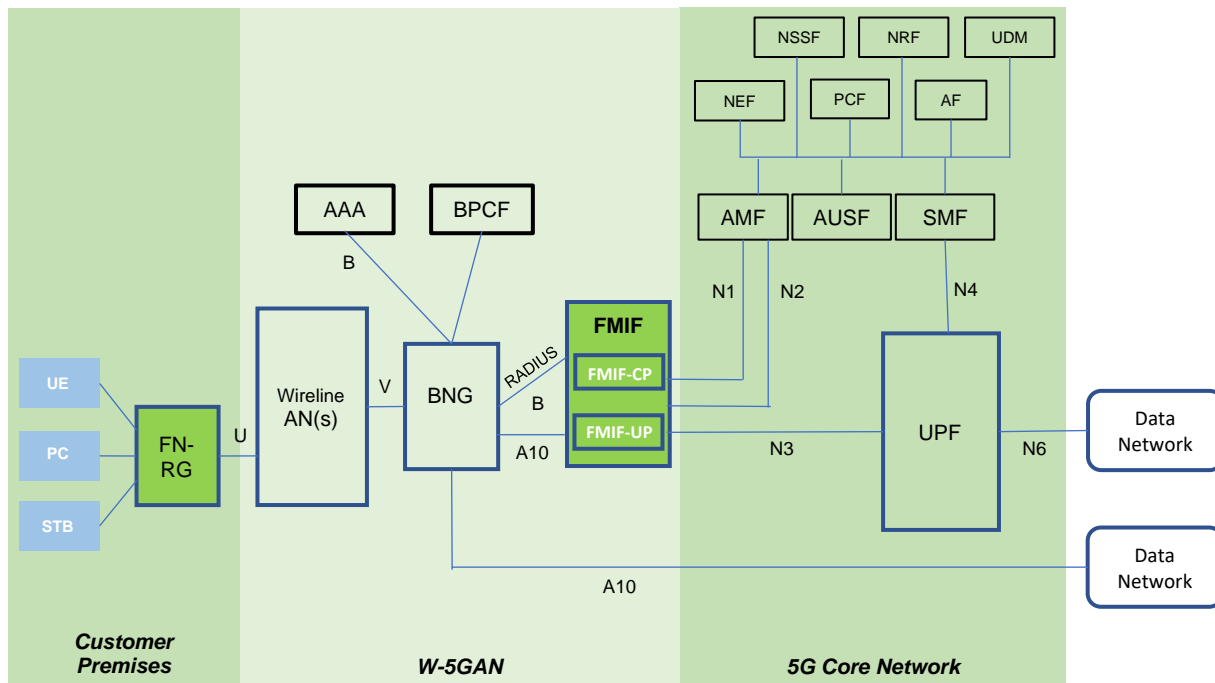 NSSF
NRF
UDM
NEF
PCF
AF
AAA
BPCF
AMF
AUSF
SMF
B
N1
N2
N4
FMIF
RADIUS
FMIF-CP
UE
V
BNG
Wireline
AN(s)
B
PC
FN-
RG
U
FMIF-UP
A10
N3
UPF
N6
Data
Network
STB
A10
Data
Network
Customer
Premises
W-5GAN
5G Core Network